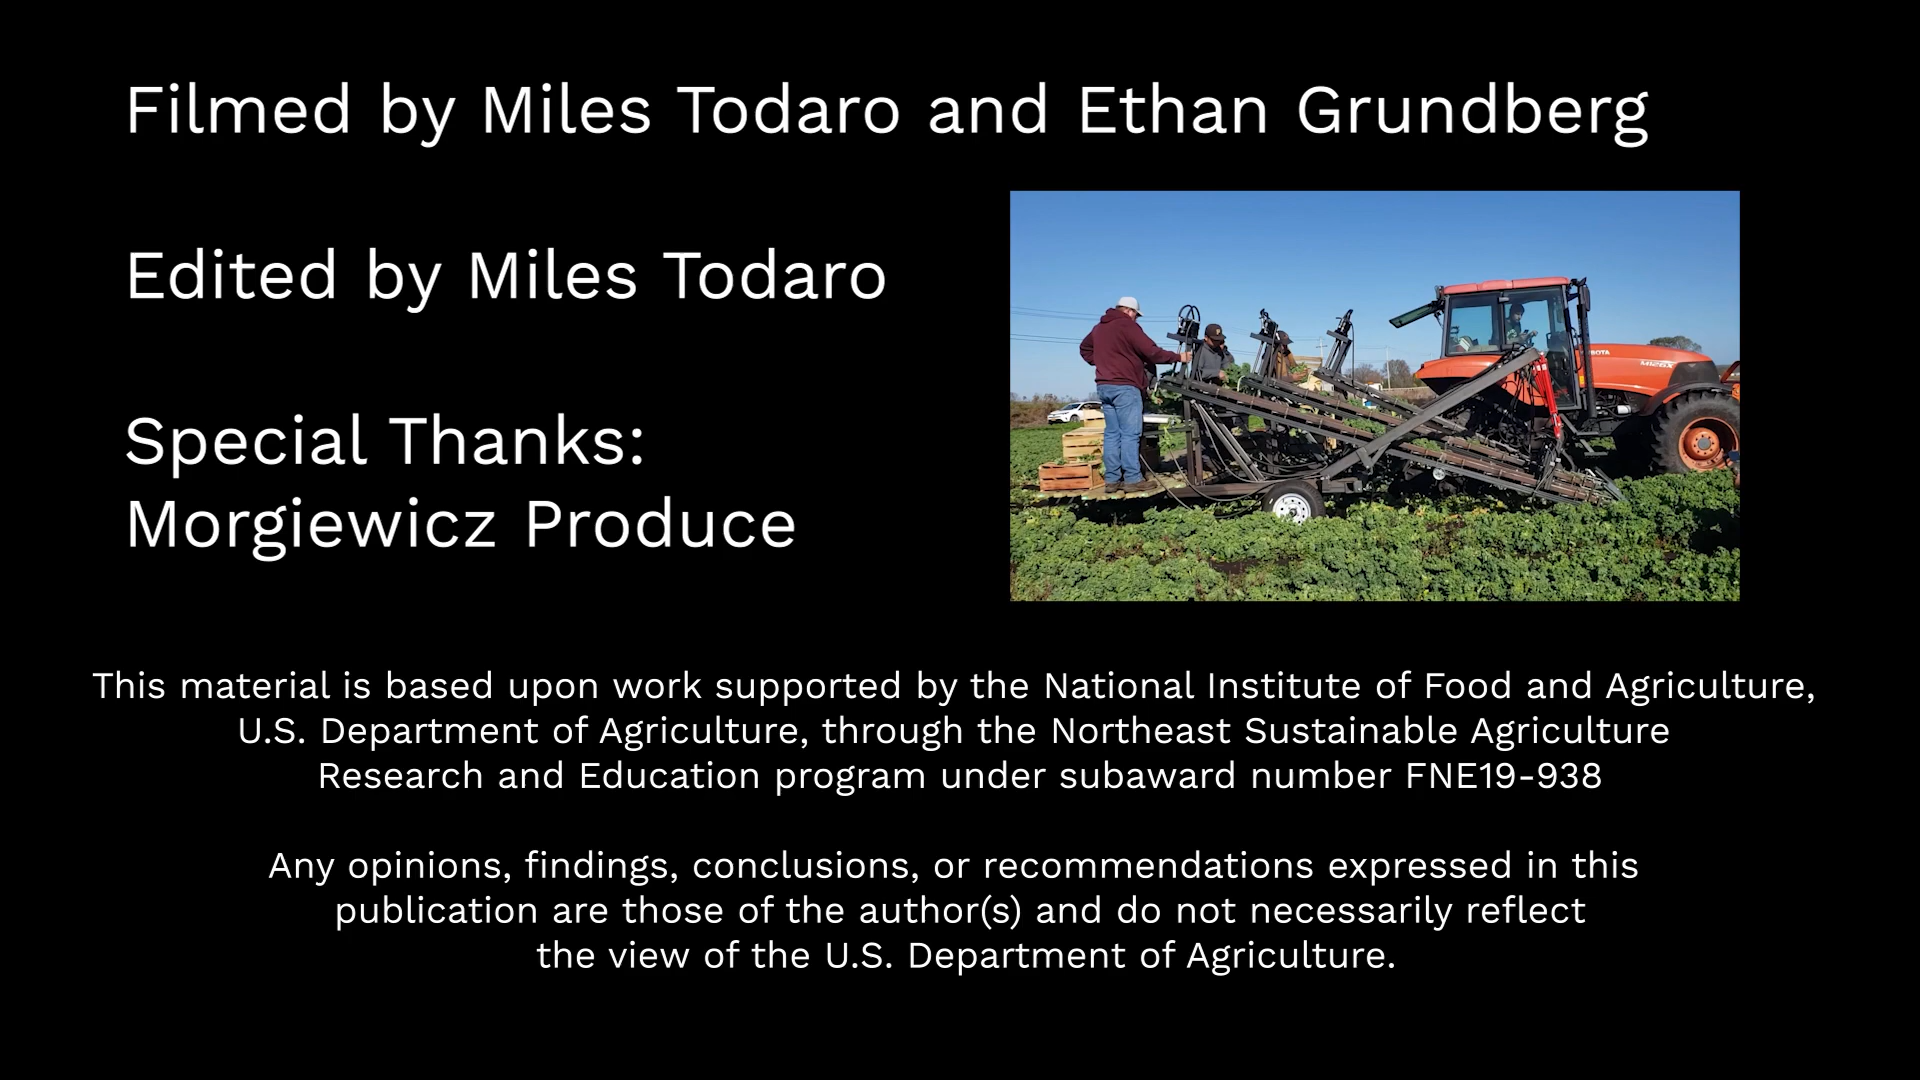 Filmed by Miles Todaro and Ethan Grundberg
Edited by Miles Todaro
Special Thanks:
Morgiewicz Produce
This material is based upon work supported by the National Institute of Food and Agriculture,
U.S. Department of Agriculture, through the Northeast Sustainable Agriculture
Research and Education program under subaward number FNE19-938
Any opinions, findings, conclusions, or recommendations expressed in this
publication are those of the author(s) and do not necessarily reflect
the view of the U.S. Department of Agriculture.